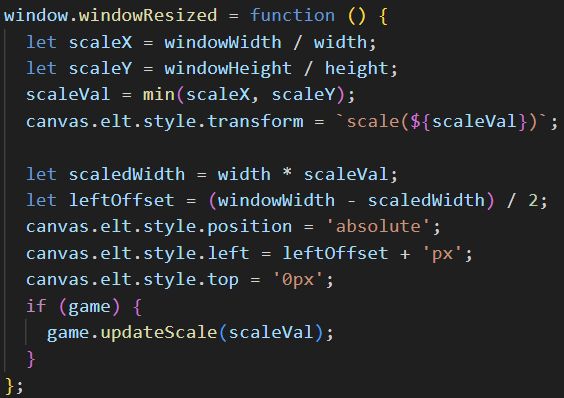 window.windowResized = function () {
  let scaleX = windowWidth / width;
  let scaleY = windowHeight / height;
  scaleVal = min(scaleX, scaleY);
  canvas.elt.style.transform = `scale(${scaleVal})`;

  let scaledWidth = width * scaleVal;
  let leftOffset = (windowWidth - scaledWidth) / 2;
  canvas.elt.style.position = 'absolute';
  canvas.elt.style.left = leftOffset + 'px';
  canvas.elt.style.top = '0px';
  if (game) {
    game.updateScale(scaleVal);
  }
};